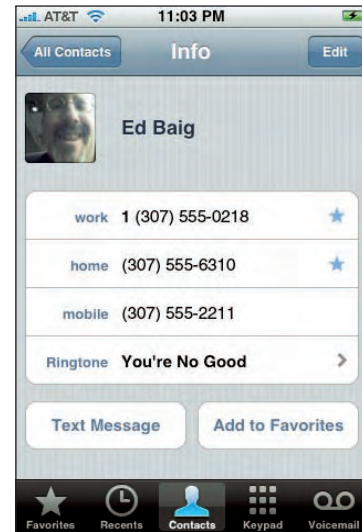 AT&T 11:03 PM
All Contacts Info Edit
Ed Baig
work 1 (307) 555-0218
home (307) 555-6310
mobile (307) 555-2211
Ringtone You're No Good
Text Message Add to Favorites
Favorites Recents Contacts Keypad Voicemail